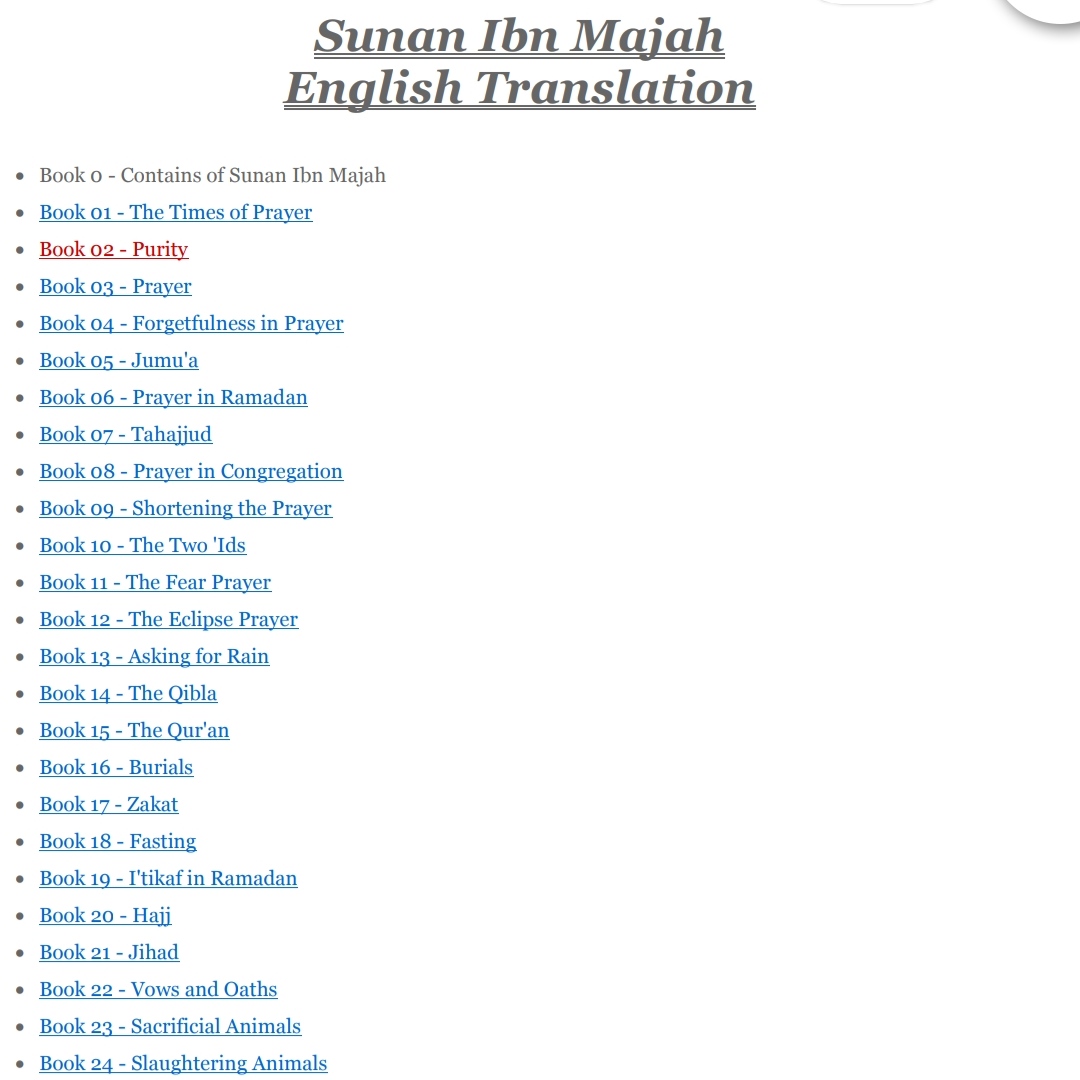 Sunan Ibn Majah
English Translation
Book 0 - Contains of Sunan Ibn Majah
Book 01 - The Times of Prayer
Book 02 - Purity
Book 03 - Prayer
Book 04 - Forgetfulness in Prayer
Book 05 - Jumu'a
Book 06 - Prayer in Ramadan
Book 07 - Tahajjud
Book 08 - Prayer in Congregation
Book 09 - Shortening the Prayer
Book 10 - The Two 'Ids
Book 11 - The Fear Prayer
Book 12 - The Eclipse Prayer
Book 13 - Asking for Rain
Book 14 - The Qibla
Book 15 - The Qur'an
Book 16 - Burials
Book 17 - Zakat
Book 18 - Fasting
Book 19 - I'tikaf in Ramadan
Book 20 - Hajj
Book 21 - Jihad
Book 22 - Vows and Oaths
Book 23 - Sacrificial Animals
Book 24 - Slaughtering Animals